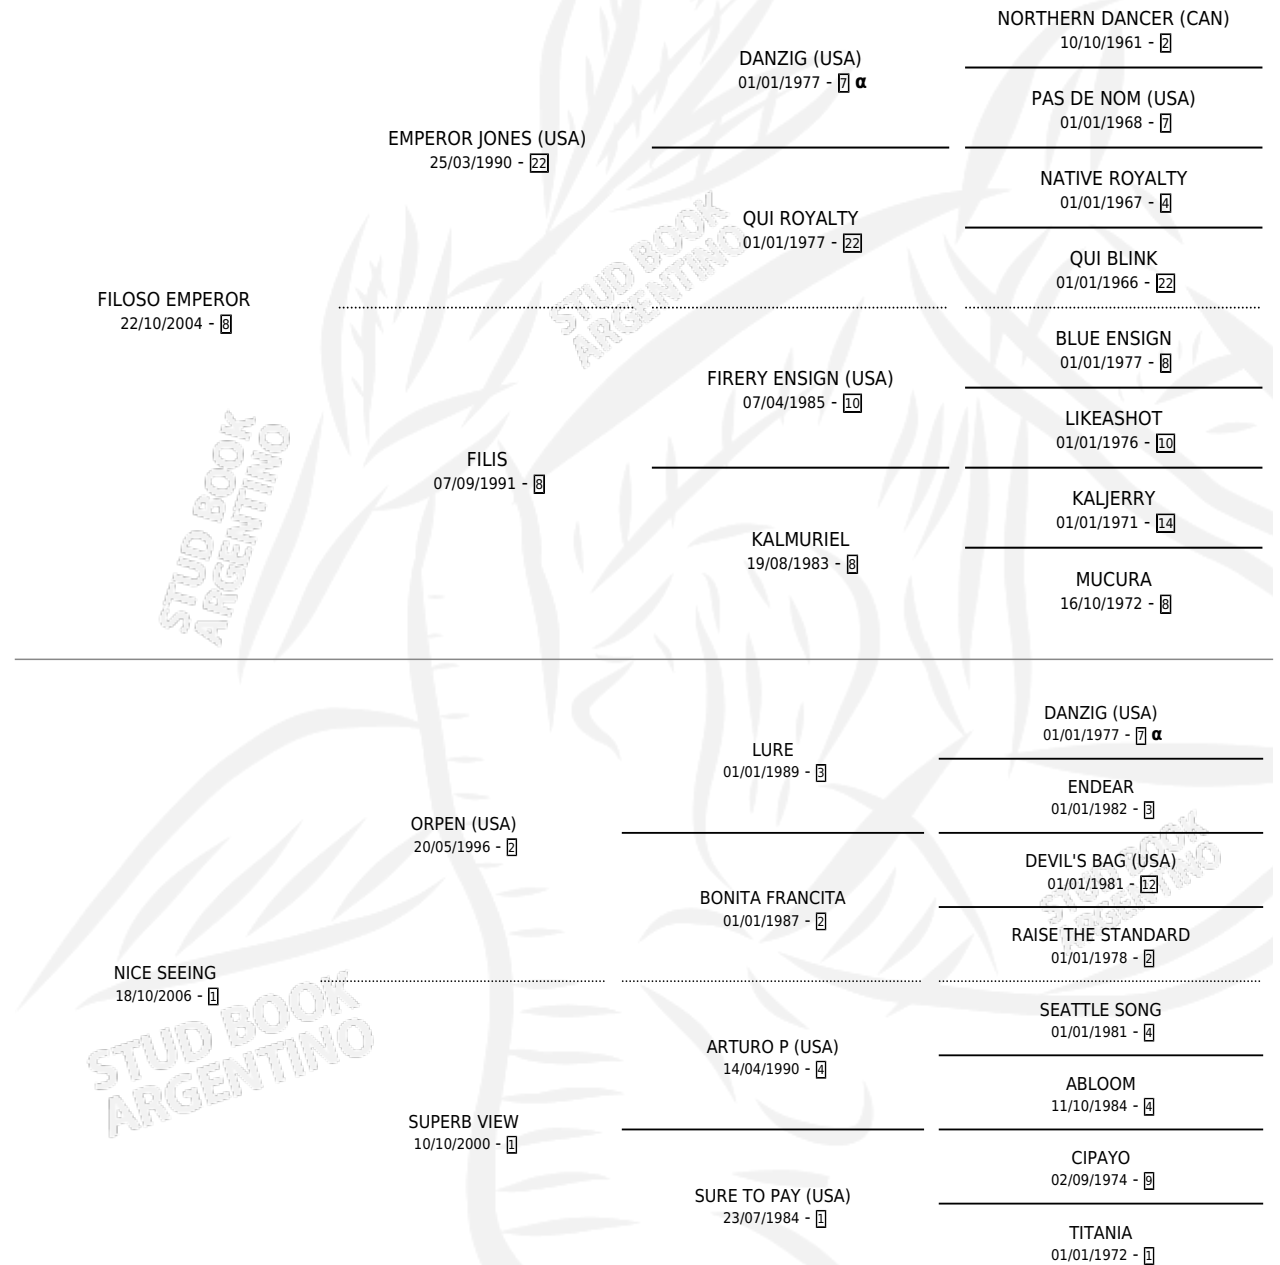 NORTHERN DANCER (CAN)
10/10/1961 - 2
DANZIG (USA)
01/01/1977 - 7 α
PAS DE NOM (USA)
01/01/1968 - 7
EMPEROR JONES (USA)
25/03/1990 - 22
NATIVE ROYALTY
01/01/1967 - 4
QUI ROYALTY
01/01/1977 - 22
QUI BLINK
01/01/1966 - 22
FILOSO EMPEROR
22/10/2004 - 8
BLUE ENSIGN
01/01/1977 - 8
FIRERY ENSIGN (USA)
07/04/1985 - 10
LIKEASHOT
01/01/1976 - 10
FILIS
07/09/1991 - 8
KALJERRY
01/01/1971 - 14
KALMURIEL
19/08/1983 - 8
MUCURA
16/10/1972 - 8
STUD BOOK
ARGENTINO
STUD BOOK
ARGENTINO
DANZIG (USA)
01/01/1977 - 7 α
LURE
01/01/1989 - 3
ENDEAR
01/01/1982 - 3
ORPEN (USA)
20/05/1996 - 2
DEVIL'S BAG (USA)
01/01/1981 - 12
BONITA FRANCITA
01/01/1987 - 2
RAISE THE STANDARD
01/01/1978 - 2
NICE SEEING
18/10/2006 - 1
SEATTLE SONG
01/01/1981 - 4
ARTURO P (USA)
14/04/1990 - 4
ABLOOM
11/10/1984 - 4
SUPERB VIEW
10/10/2000 - 1
CIPAYO
02/09/1974 - 9
SURE TO PAY (USA)
23/07/1984 - 1
TITANIA
01/01/1972 - 1
STUD BOOK
ARGENTINO
STUD BOOK
ARGENTINO